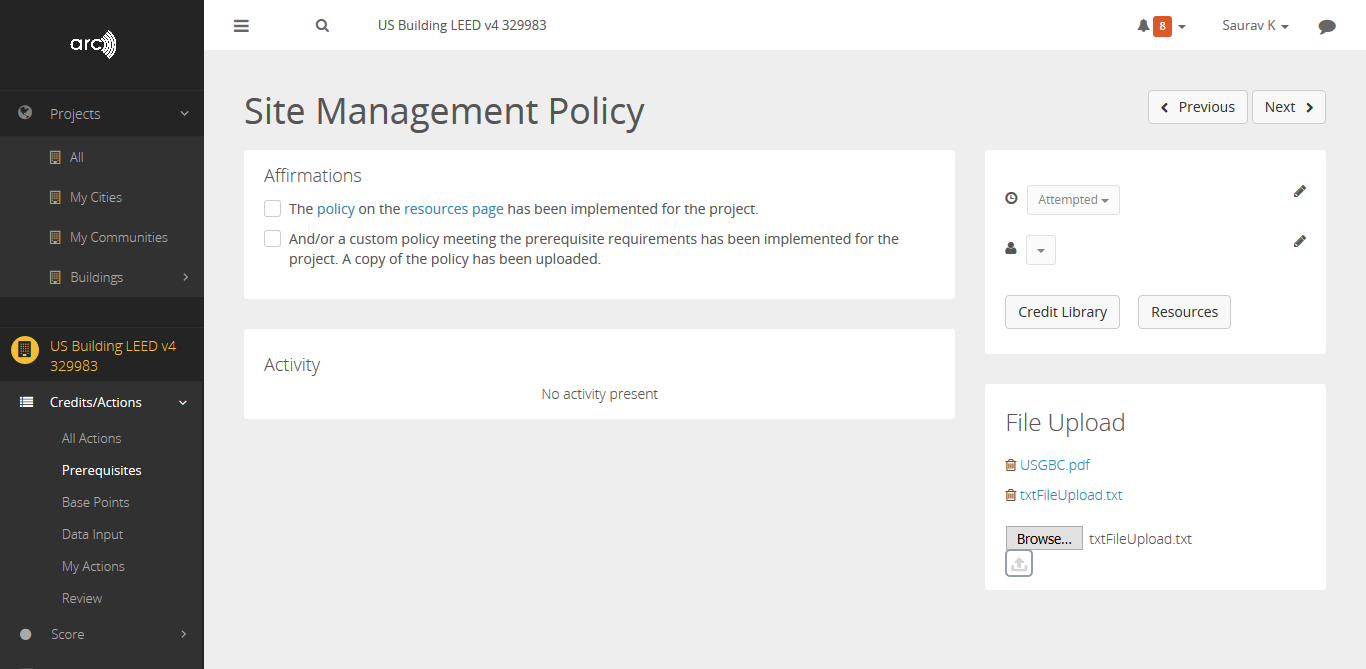 arc
US Building LEED v4 329983
8
Saurav K
Projects
All
My Cities
My Communities
Buildings
US Building LEED v4
329983
Credits/Actions
All Actions
Prerequisites
Base Points
Data Input
My Actions
Review
Score
Site Management Policy
Previous
Next
Affirmations
The policy on the resources page has been implemented for the project.
And/or a custom policy meeting the prerequisite requirements has been implemented for the
project. A copy of the policy has been uploaded.
Activity
No activity present
Attempted
Credit Library
Resources
File Upload
USGBC.pdf
txtFileUpload.txt
Browse... txtFileUpload.txt